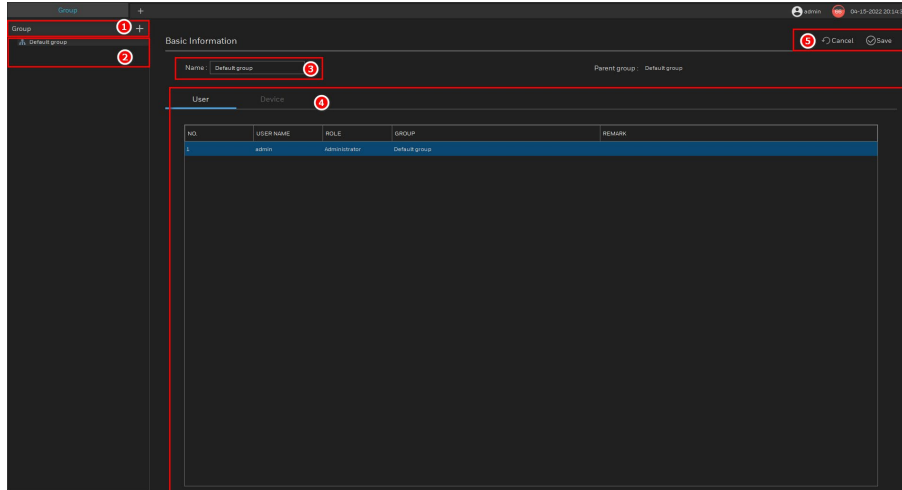 Group +
admin 04-15-2022 20:14:
Group 1 +
Default group
2
Basic Information
5 Cancel Save
Name : Default group 3
Parent group : Default group
User Device 4
NO. USER NAME ROLE GROUP REMARK
1 admin Administrator Default group